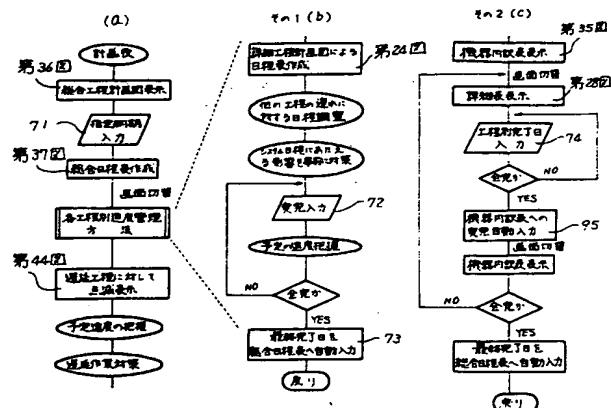 (a)
計画役
第36図
総合工程計画図表示
71
指定納期
入力
第37図
総合日程表作成
画面切替
各工程別進度管理
方法
第44図
遅延工程に対して
点滅表示
予定進度の把握
遅延作業対策
その1 (b)
詳細工程計画図による
日程表作成
第24図
他の工程の遅れに
対する日程調整
システム日程にあたえ
る影響を事前に対策
実完入力
72
予定の進度把握
全完か
NO
YES
最終完了日を
総合日程表へ自動入力
73
戻り
その2 (c)
第35図
機器内訳表表示
画面切替
第28図
詳細表表示
工程別完了日
入力
74
全完か
NO
YES
機器内訳表への
実完自動入力
95
画面切替
機器内訳表表示
全完か
NO
YES
最終完了日を
総合日程表へ自動入力
戻り